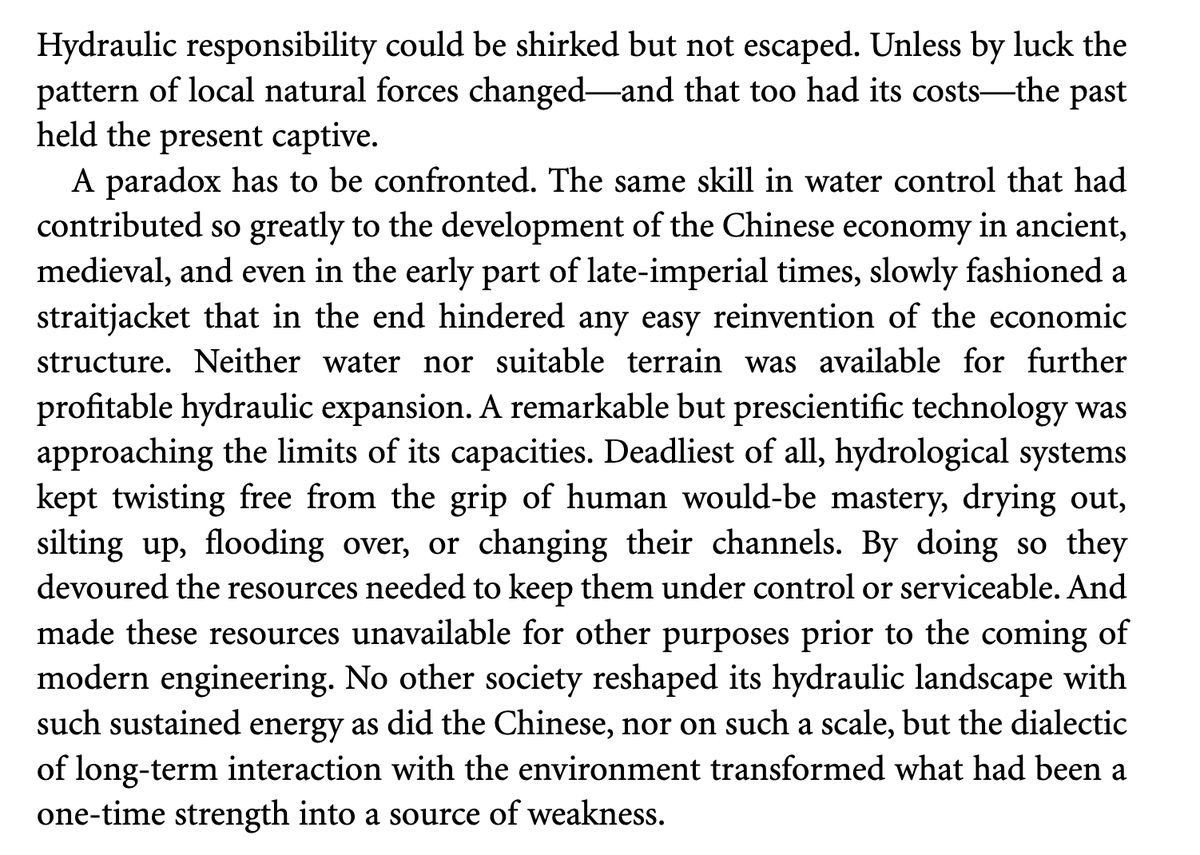 Hydraulic responsibility could be shirked but not escaped. Unless by luck the
pattern of local natural forces changed—and that too had its costs—the past
held the present captive.
A paradox has to be confronted. The same skill in water control that had
contributed so greatly to the development of the Chinese economy in ancient,
medieval, and even in the early part of late-imperial times, slowly fashioned a
straitjacket that in the end hindered any easy reinvention of the economic
structure. Neither water nor suitable terrain was available for further
profitable hydraulic expansion. A remarkable but prescientific technology was
approaching the limits of its capacities. Deadliest of all, hydrological systems
kept twisting free from the grip of human would-be mastery, drying out,
silting up, flooding over, or changing their channels. By doing so they
devoured the resources needed to keep them under control or serviceable. And
made these resources unavailable for other purposes prior to the coming of
modern engineering. No other society reshaped its hydraulic landscape with
such sustained energy as did the Chinese, nor on such a scale, but the dialectic
of long-term interaction with the environment transformed what had been a
one-time strength into a source of weakness.